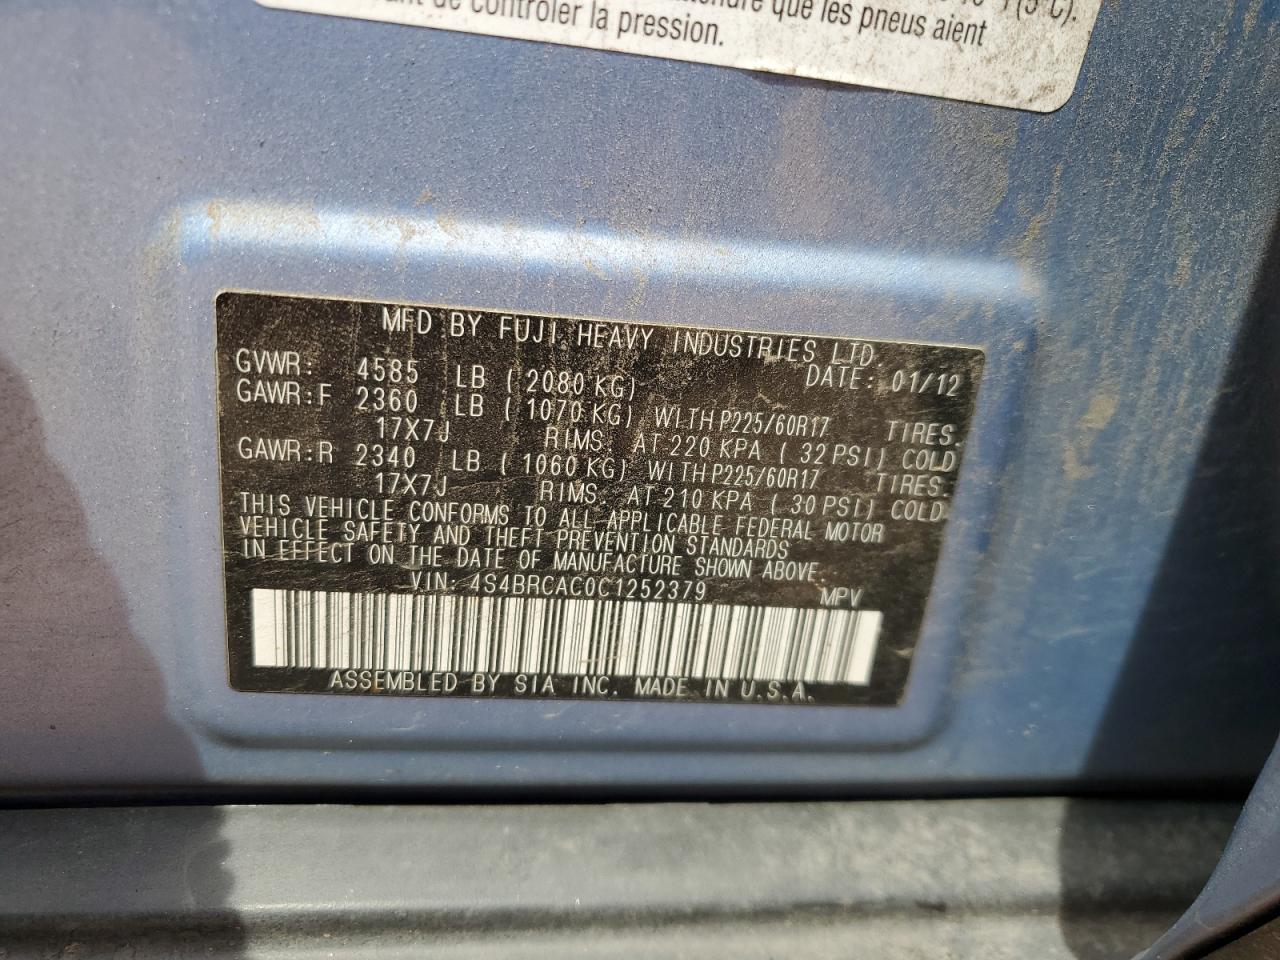 que les pneus aient
de contrôler la pression.
MFD BY FUJI HEAVY INDUSTRIES LTD.
GVWR: 4585 LB (2080 KG) DATE: 01/12
GAWR:F 2360 LB (1070 KG) WITH P225/60R17 TIRES.
17X7J RIMS. AT 220 KPA (32 PSI) COLD
GAWR:R 2340 LB (1060 KG) WITH P225/60R17 TIRES.
17X7J RIMS. AT 210 KPA (30 PSI) COLD
THIS VEHICLE CONFORMS TO ALL APPLICABLE FEDERAL MOTOR
VEHICLE SAFETY AND THEFT PREVENTION STANDARDS
IN EFFECT ON THE DATE OF MANUFACTURE SHOWN ABOVE.
VIN: 4S4BRCAC0C1252379 MPV
ASSEMBLED BY SIA INC. MADE IN U.S.A.